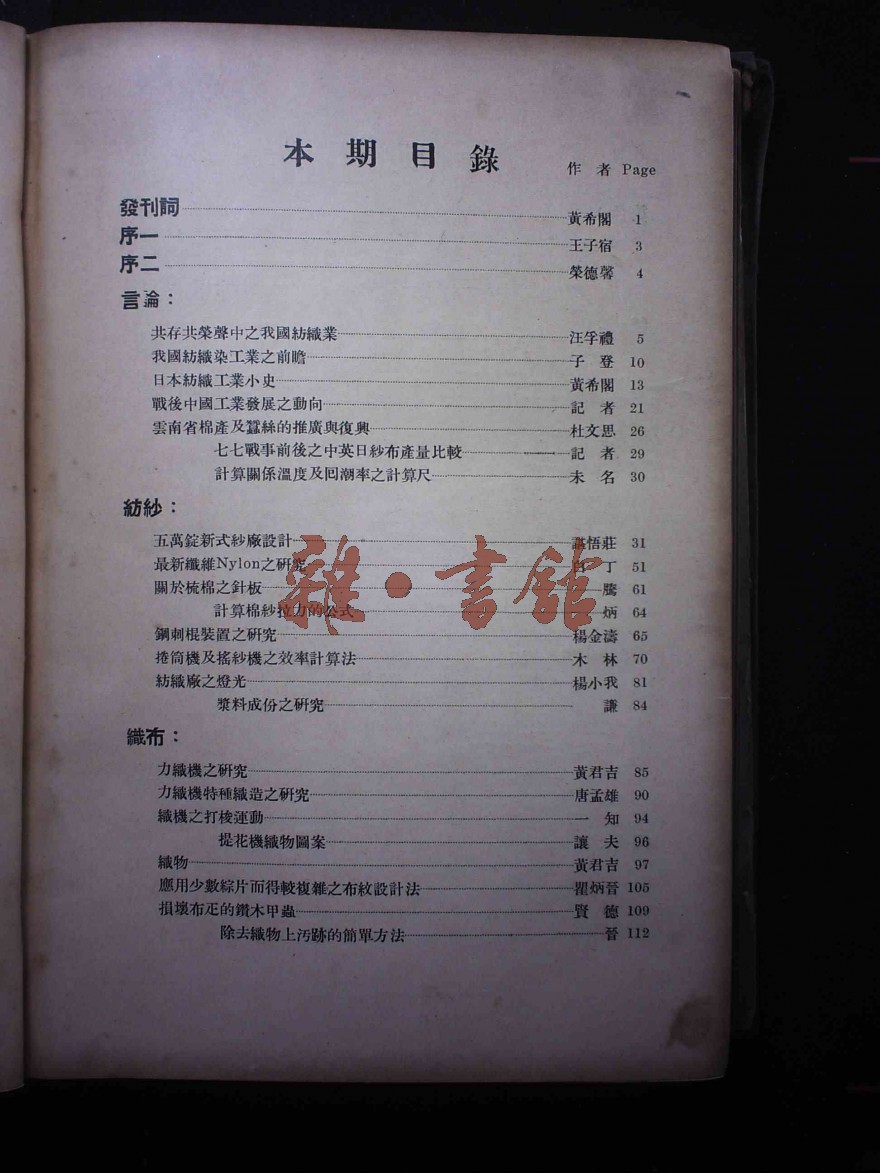 本期目錄
作者 Page
發刊詞 黃希閣 1
序一 王子宿 3
序二 榮德馨 4
言論：
共存共榮聲中之我國紡織業 汪孚禮 5
我國紡織染工業之前瞻 子登 10
日本紡織工業小史 黃希閣 13
戰後中國工業發展之動向 記者 21
雲南省棉產及蠶絲的推廣與復興 杜文思 26
七七戰事前後之中英日紗布產量比較 記者 29
計算關係溫度及囘潮率之計算尺 未名 30
紡紗：
五萬錠新式紗廠設計 悟莊 31
最新纖維Nylon之研究 丁 51
關於梳棉之針板 騰 61
計算棉紗拉力的公式 炳 64
鋼刺棍裝置之研究 楊金濤 65
捲筒機及搖紗機之效率計算法 木林 70
紡織廠之燈光 楊小我 81
漿料成份之研究 謙 84
織布：
力織機之研究 黃君吉 85
力織機特種織造之研究 唐孟雄 90
織機之打梭運動 一知 94
提花機織物圖案 讓夫 96
織物 黃君吉 97
應用少數綜片而得較複雜之布紋設計法 瞿炳晉 105
損壞布疋的鑽木甲蟲 賢德 109
除去織物上汚跡的簡單方法 晉 112
雜·書館